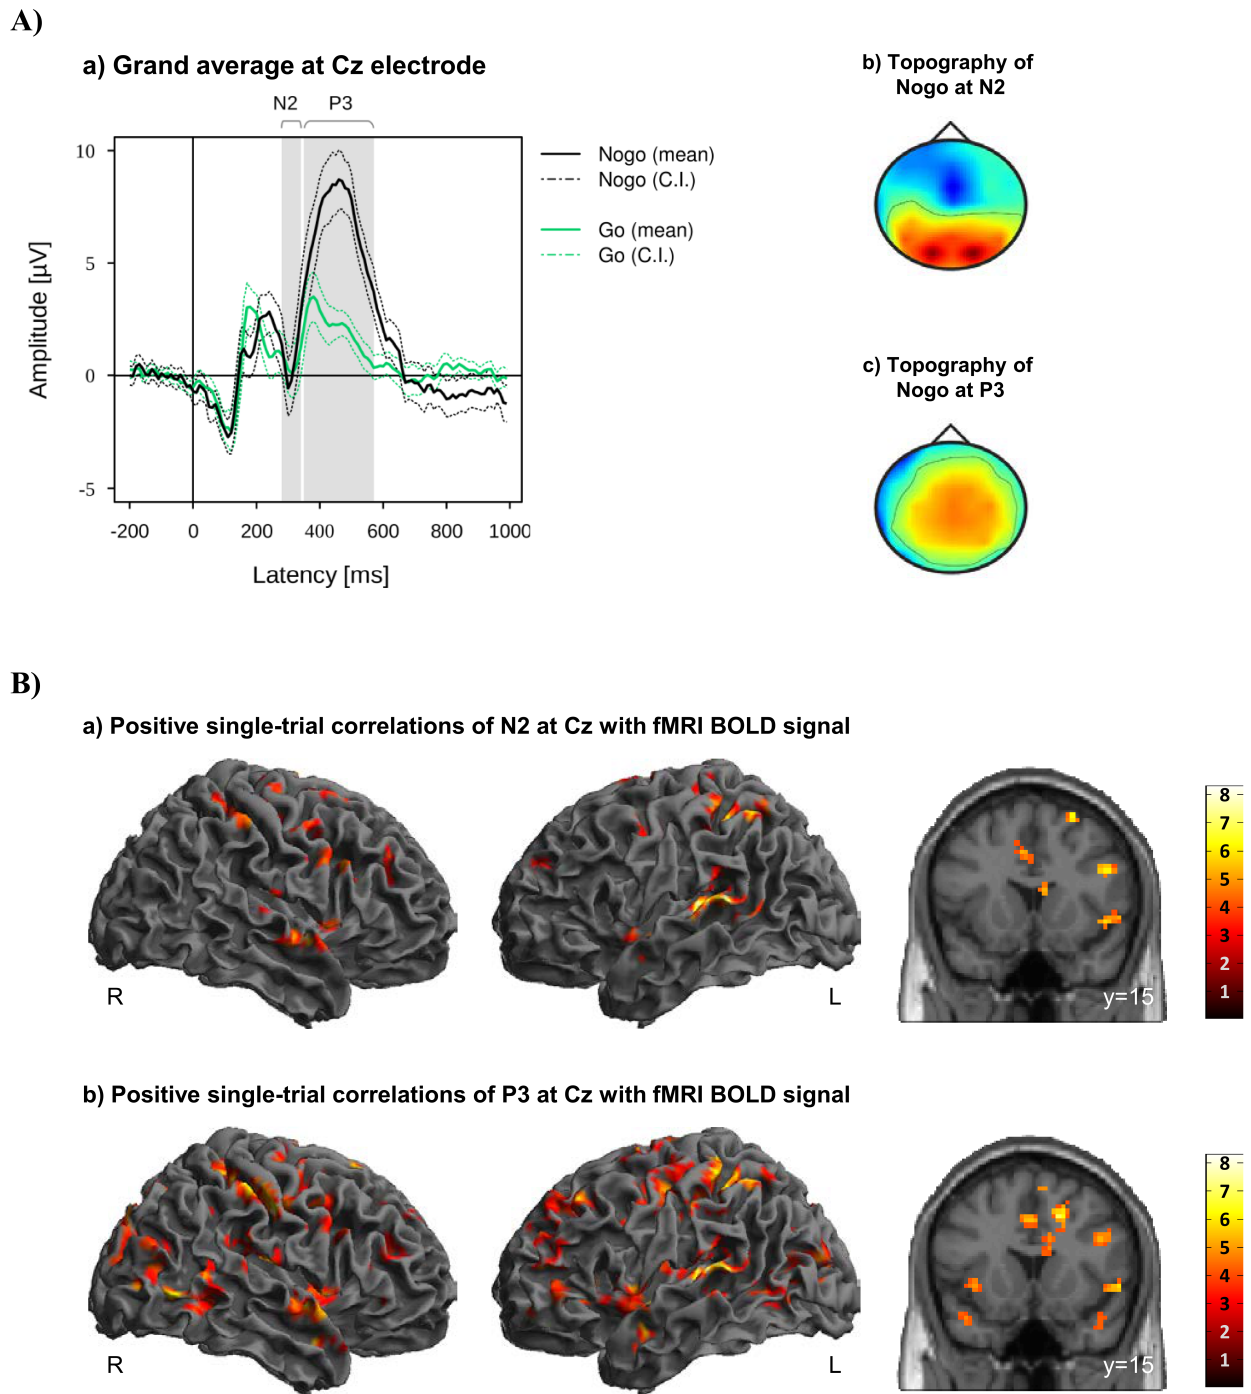 A)
a) Grand average at Cz electrode
N2 P3
10
5
0
-5
-200 0 200 400 600 800 1000
Amplitude [µV]
Latency [ms]
Nogo (mean)
Nogo (C.I.)
Go (mean)
Go (C.I.)
b) Topography of
Nogo at N2
c) Topography of
Nogo at P3
B)
a) Positive single-trial correlations of N2 at Cz with fMRI BOLD signal
R
L
y=15
8
7
6
5
4
3
2
1
b) Positive single-trial correlations of P3 at Cz with fMRI BOLD signal
R
L
y=15
8
7
6
5
4
3
2
1